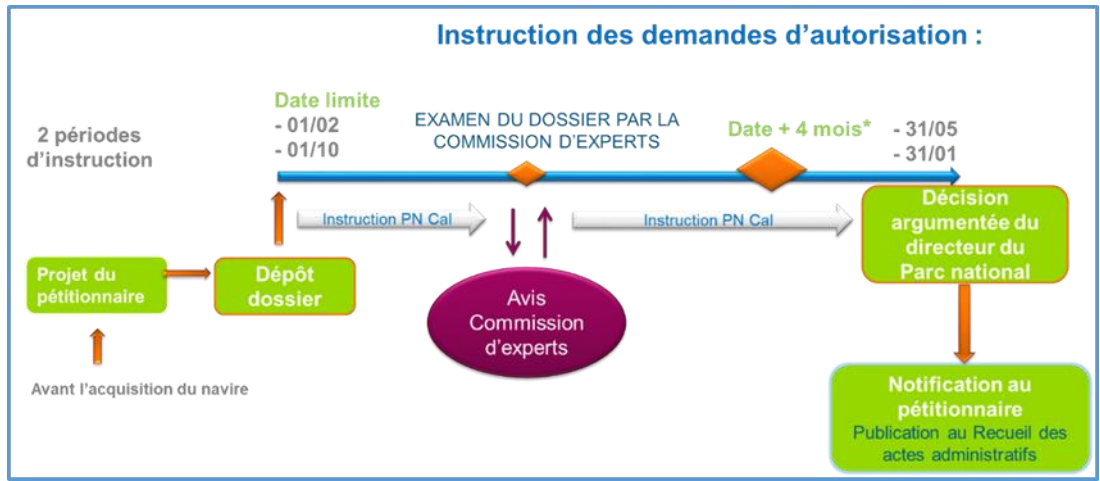 Instruction des demandes d’autorisation :
2 périodes
d’instruction
Date limite
- 01/02
- 01/10
EXAMEN DU DOSSIER PAR LA
COMMISSION D’EXPERTS
Date + 4 mois*
- 31/05
- 31/01
Instruction PN Cal
Instruction PN Cal
Projet du
pétitionnaire
Dépôt
dossier
Avis
Commission
d’experts
Décision
argumentée du
directeur du
Parc national
Avant l’acquisition du navire
Notification au
pétitionnaire
Publication au Recueil des
actes administratifs